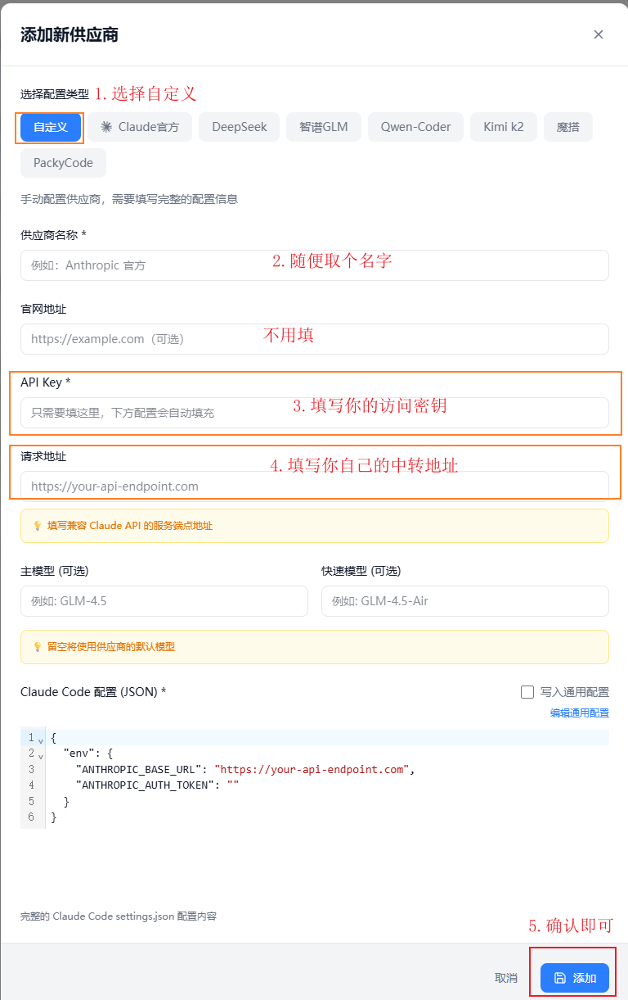 添加新供应商
选择配置类型 1.选择自定义
自定义 Claude官方 DeepSeek 智谱GLM Qwen-Coder Kimi k2 魔搭
PackyCode
手动配置供应商，需要填写完整的配置信息
供应商名称 *
例如：Anthropic 官方 2.随便取个名字
官网地址
https://example.com（可选） 不用填
API Key *
只需要填这里，下方配置会自动填充 3.填写你的访问密钥
请求地址 4.填写你自己的中转地址
https://your-api-endpoint.com
💡 填写兼容 Claude API 的服务端点地址
主模型 (可选) 快速模型 (可选)
例如: GLM-4.5 例如: GLM-4.5-Air
💡 留空将使用供应商的默认模型
Claude Code 配置 (JSON) * 写入通用配置
编辑通用配置
1 {
2 "env": {
3 "ANTHROPIC_BASE_URL": "https://your-api-endpoint.com",
4 "ANTHROPIC_AUTH_TOKEN": ""
5 }
6 }
完整的 Claude Code settings.json 配置内容
5.确认即可
取消 添加